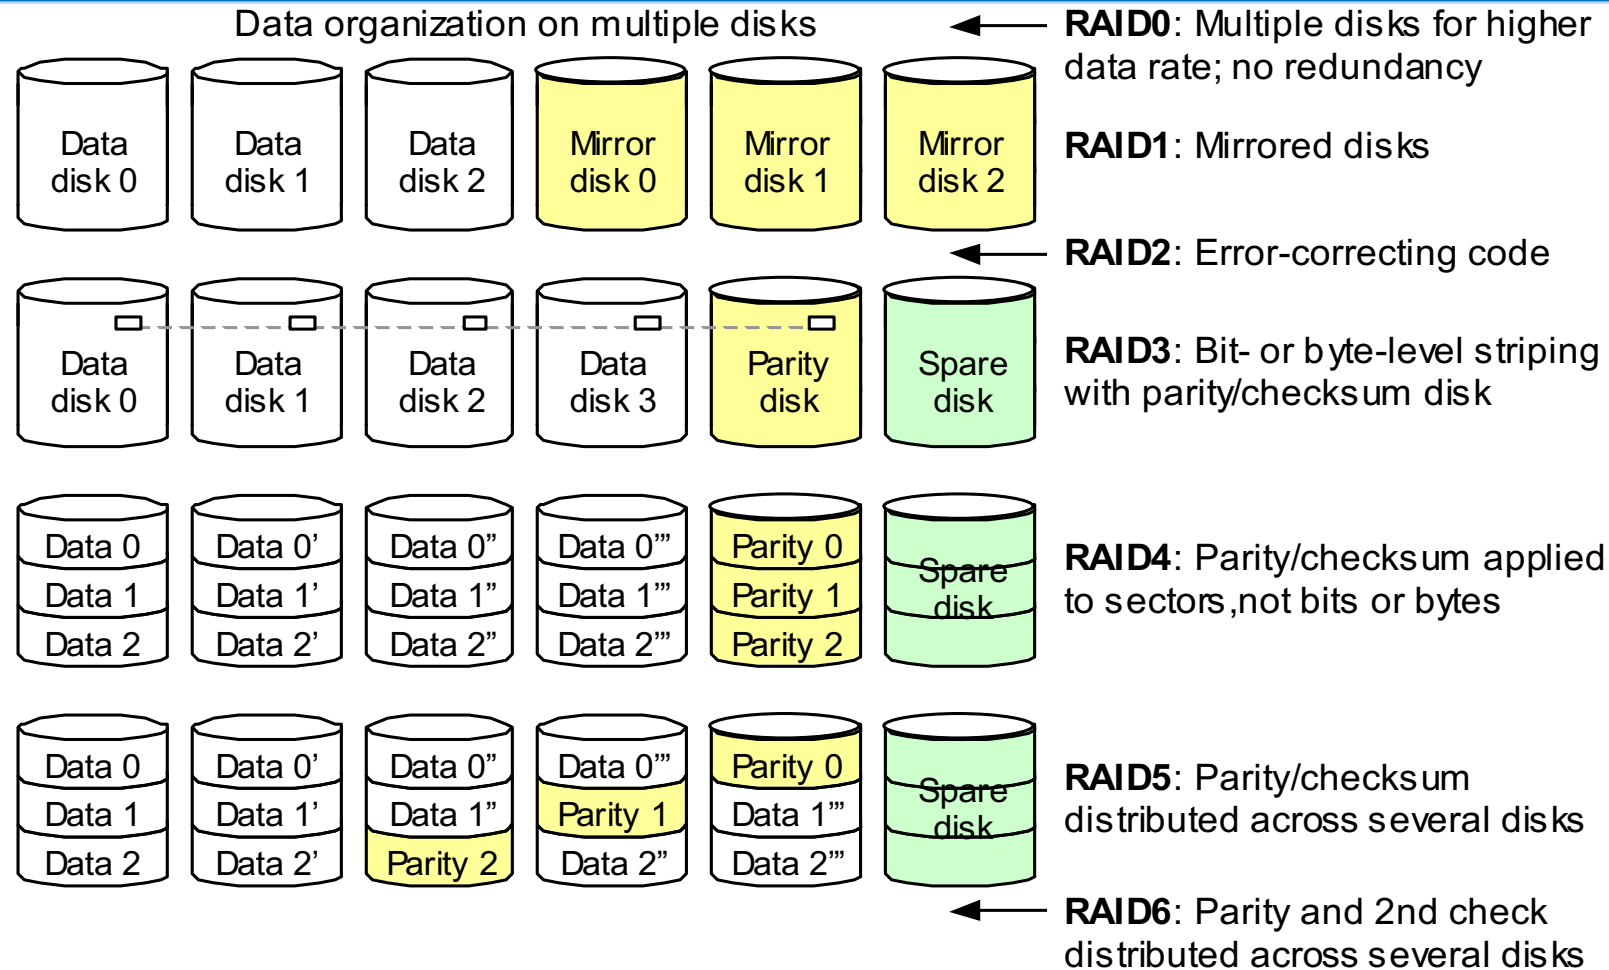 Data organization on multiple disks
RAID0: Multiple disks for higher
data rate; no redundancy
Data disk 0
Data disk 1
Data disk 2
Mirror disk 0
Mirror disk 1
Mirror disk 2
RAID1: Mirrored disks
RAID2: Error-correcting code
Data disk 0
Data disk 1
Data disk 2
Data disk 3
Parity disk
Spare disk
RAID3: Bit- or byte-level striping
with parity/checksum disk
Data 0 Data 0' Data 0" Data 0"' Parity 0
Data 1 Data 1' Data 1" Data 1"' Parity 1
Data 2 Data 2' Data 2" Data 2"' Parity 2
Spare
disk
RAID4: Parity/checksum applied
to sectors,not bits or bytes
Data 0 Data 0' Data 0" Data 0"' Parity 0
Data 1 Data 1' Data 1" Parity 1 Data 1"'
Data 2 Data 2' Parity 2 Data 2" Data 2"'
Spare
disk
RAID5: Parity/checksum
distributed across several disks
RAID6: Parity and 2nd check
distributed across several disks